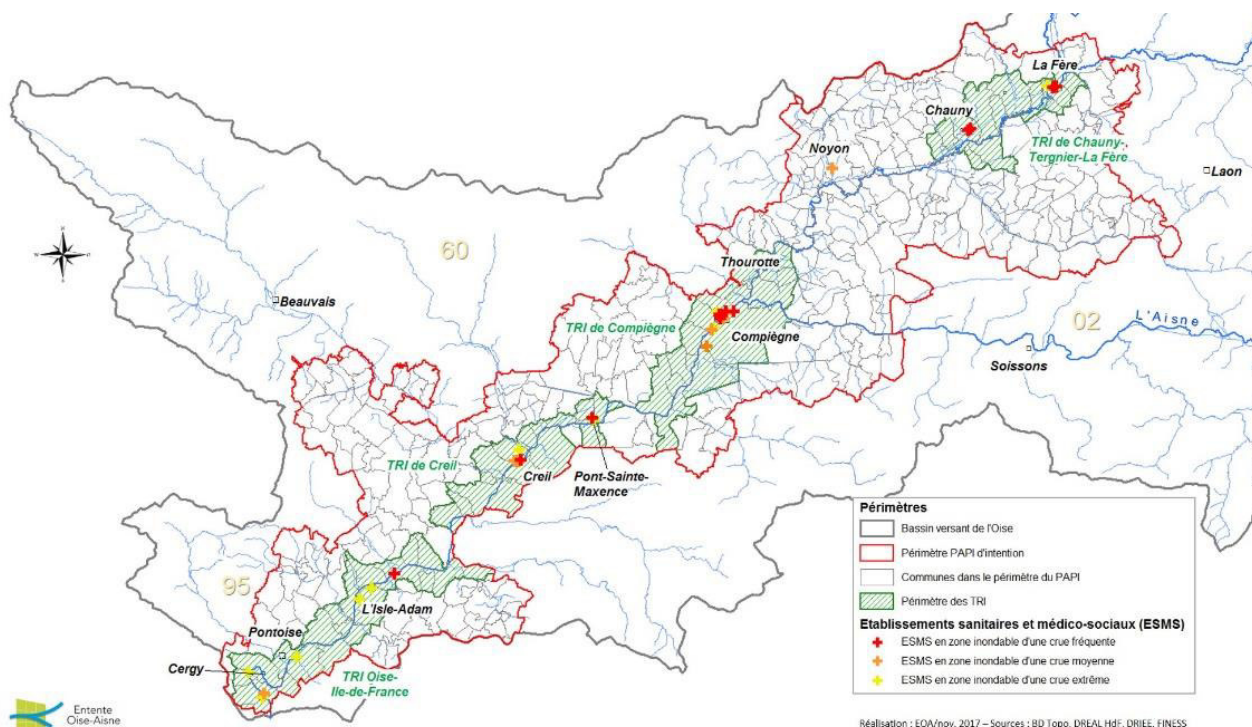 La Fère
Chauny
TRI de Chauny-
Tergnier-La Fère
Noyon
Laon
60
Thourotte
Beauvais
TRI de Compiègne
02
L'Aisne
Compiègne
Soissons
TRI de Creil
Creil
Pont-Sainte-
Maxence
95
L'Isle-Adam
Pontoise
Cergy
TRI Oise-
Ile-de-France
Périmètres
Bassin versant de l'Oise
Périmètre PAPI d'intention
Communes dans le périmètre du PAPI
Périmètre des TRI
Etablissements sanitaires et médico-sociaux (ESMS)
ESMS en zone inondable d'une crue fréquente
ESMS en zone inondable d'une crue moyenne
ESMS en zone inondable d'une crue extrême
Entente
Oise-Aisne
Réalisation : EOA/nov. 2017 – Sources : BD Topo, DREAL HdF, DRIEE, FINESS